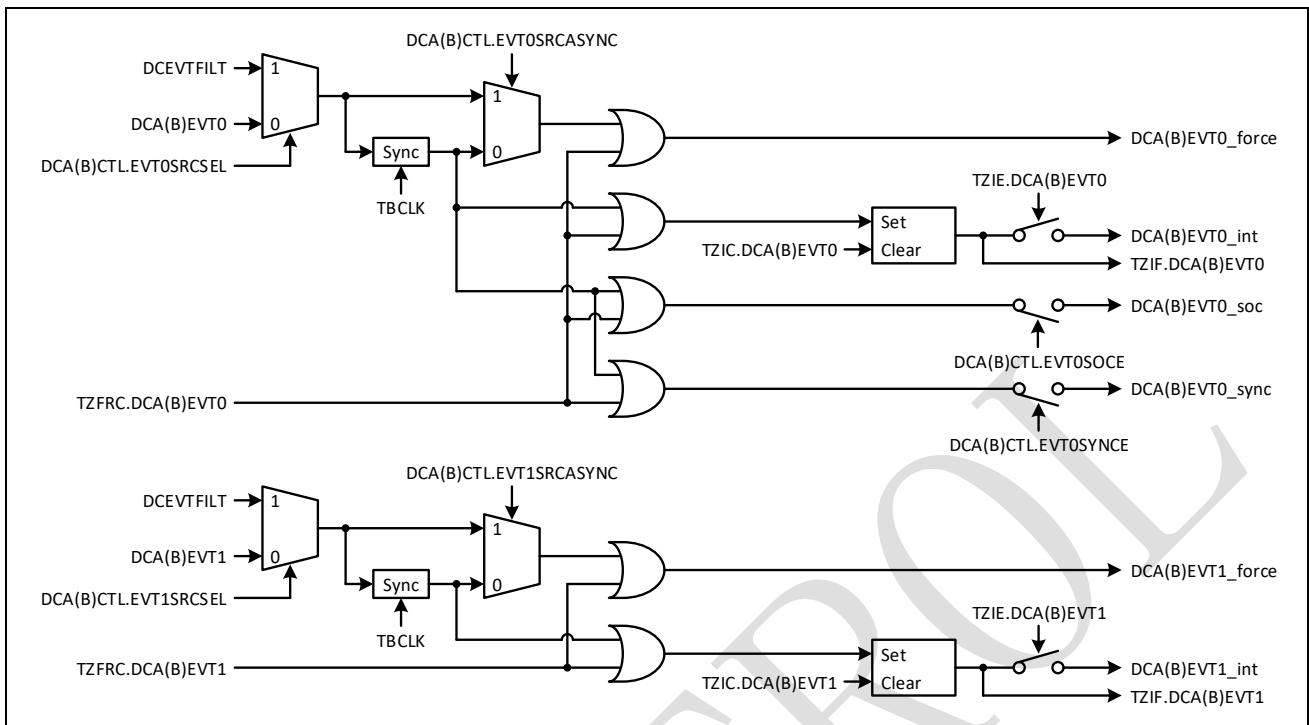 DCA(B)CTL.EVT0SRCASYNC
DCEVTFILT
1
1
DCA(B)EVT0
0
DCA(B)EVT0_force
DCA(B)CTL.EVT0SRCSEL
Sync
0
TBCLK
TZIE.DCA(B)EVT0
Set
TZIC.DCA(B)EVT0
Clear
DCA(B)EVT0_int
TZIF.DCA(B)EVT0
DCA(B)EVT0_soc
DCA(B)CTL.EVT0SOCE
TZFRC.DCA(B)EVT0
DCA(B)EVT0_sync
DCA(B)CTL.EVT0SYNCE
DCA(B)CTL.EVT1SRCASYNC
DCEVTFILT
1
1
DCA(B)EVT1
0
DCA(B)EVT1_force
DCA(B)CTL.EVT1SRCSEL
Sync
0
TBCLK
TZIE.DCA(B)EVT1
TZFRC.DCA(B)EVT1
Set
TZIC.DCA(B)EVT1
Clear
DCA(B)EVT1_int
TZIF.DCA(B)EVT1